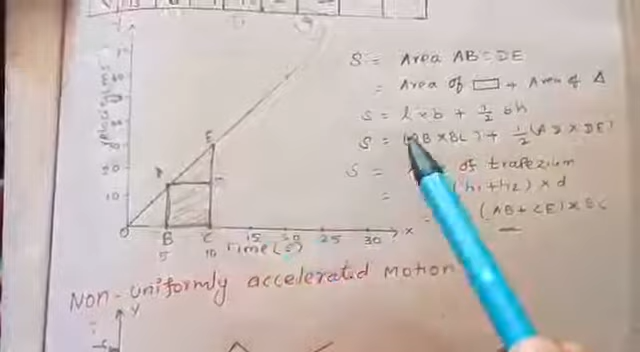 S = Area ABCDE
= Area of ▭ + Area of Δ
S = l × b + 1/2 bh
S = (AB × BC) + 1/2 (AD × DE)
S = of trapezium
= (h1+h2) × d
(AB + CE) × BC
20
10
E
B
C
x
5
10
15
20
25
30
Time(s)
Non-uniformly accelerated Motion
Y